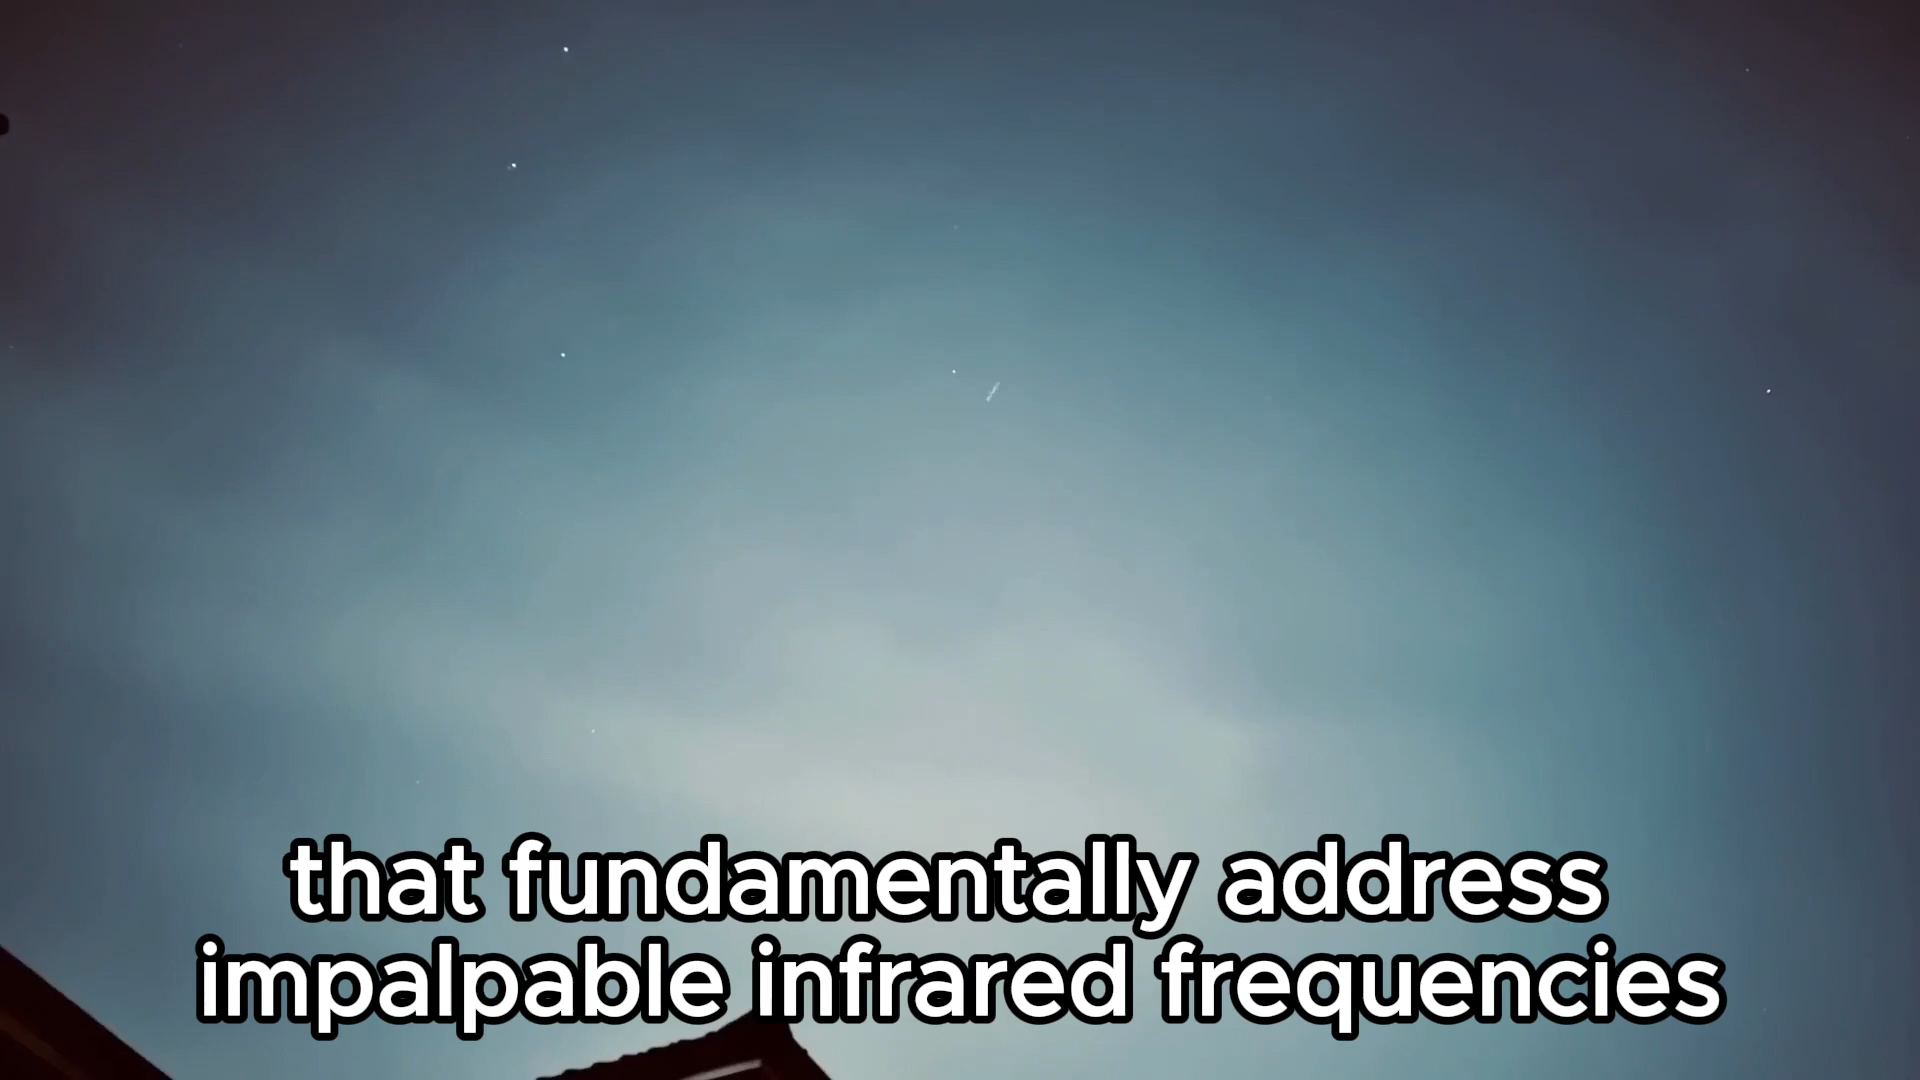 that fundamentally address
impalpable infrared frequencies